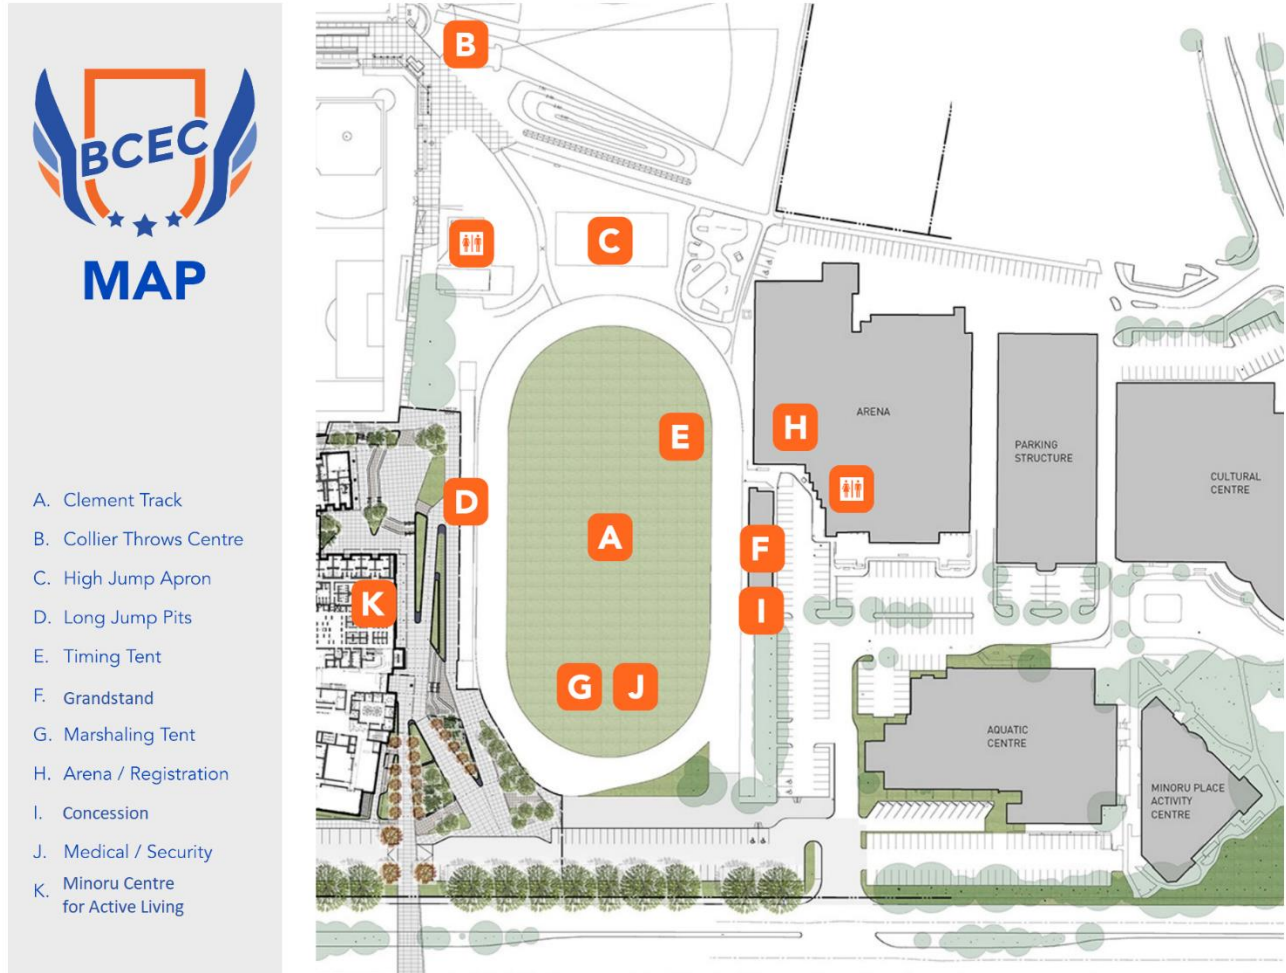 BCEC
MAP
A. Clement Track
B. Collier Throws Centre
C. High Jump Apron
D. Long Jump Pits
E. Timing Tent
F. Grandstand
G. Marshaling Tent
H. Arena / Registration
I. Concession
J. Medical / Security
K. Minoru Centre
for Active Living
B
C
E
H
ARENA
D
A
F
K
I
G
J
PARKING
STRUCTURE
CULTURAL
CENTRE
AQUATIC
CENTRE
MINORU PLACE
ACTIVITY
CENTRE